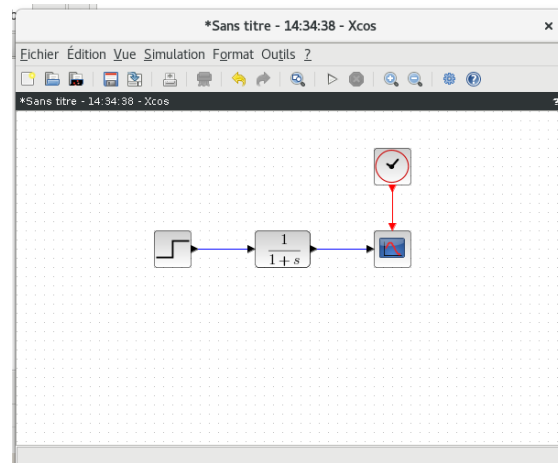 *Sans titre - 14:34:38 - Xcos
Fichier Édition Vue Simulation Format Outils ?
*Sans titre - 14:34:38 - Xcos
?
1
1 + s